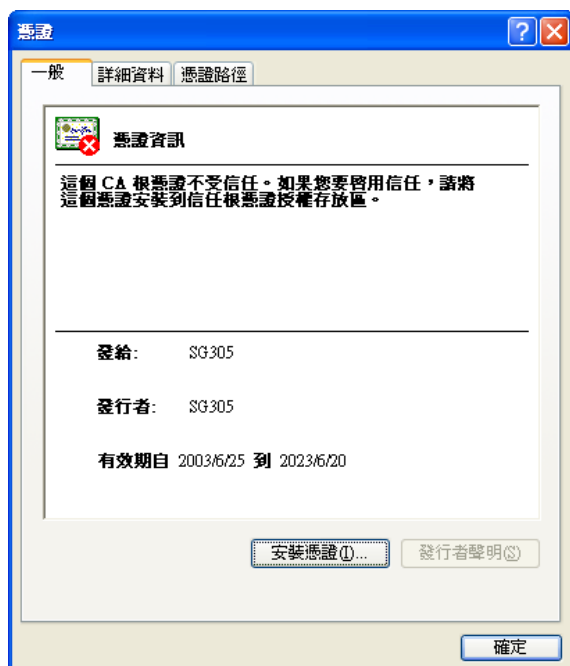 憑證
一般
詳細資料
憑證路徑
憑證資訊
這個 CA 根憑證不受信任。如果您要啓用信任，請將
這個憑證安裝到信任根憑證授權存放區。
發給: SG305
發行者: SG305
有效期自 2003/6/25 到 2023/6/20
安裝憑證(I)... 發行者聲明(S)
確定